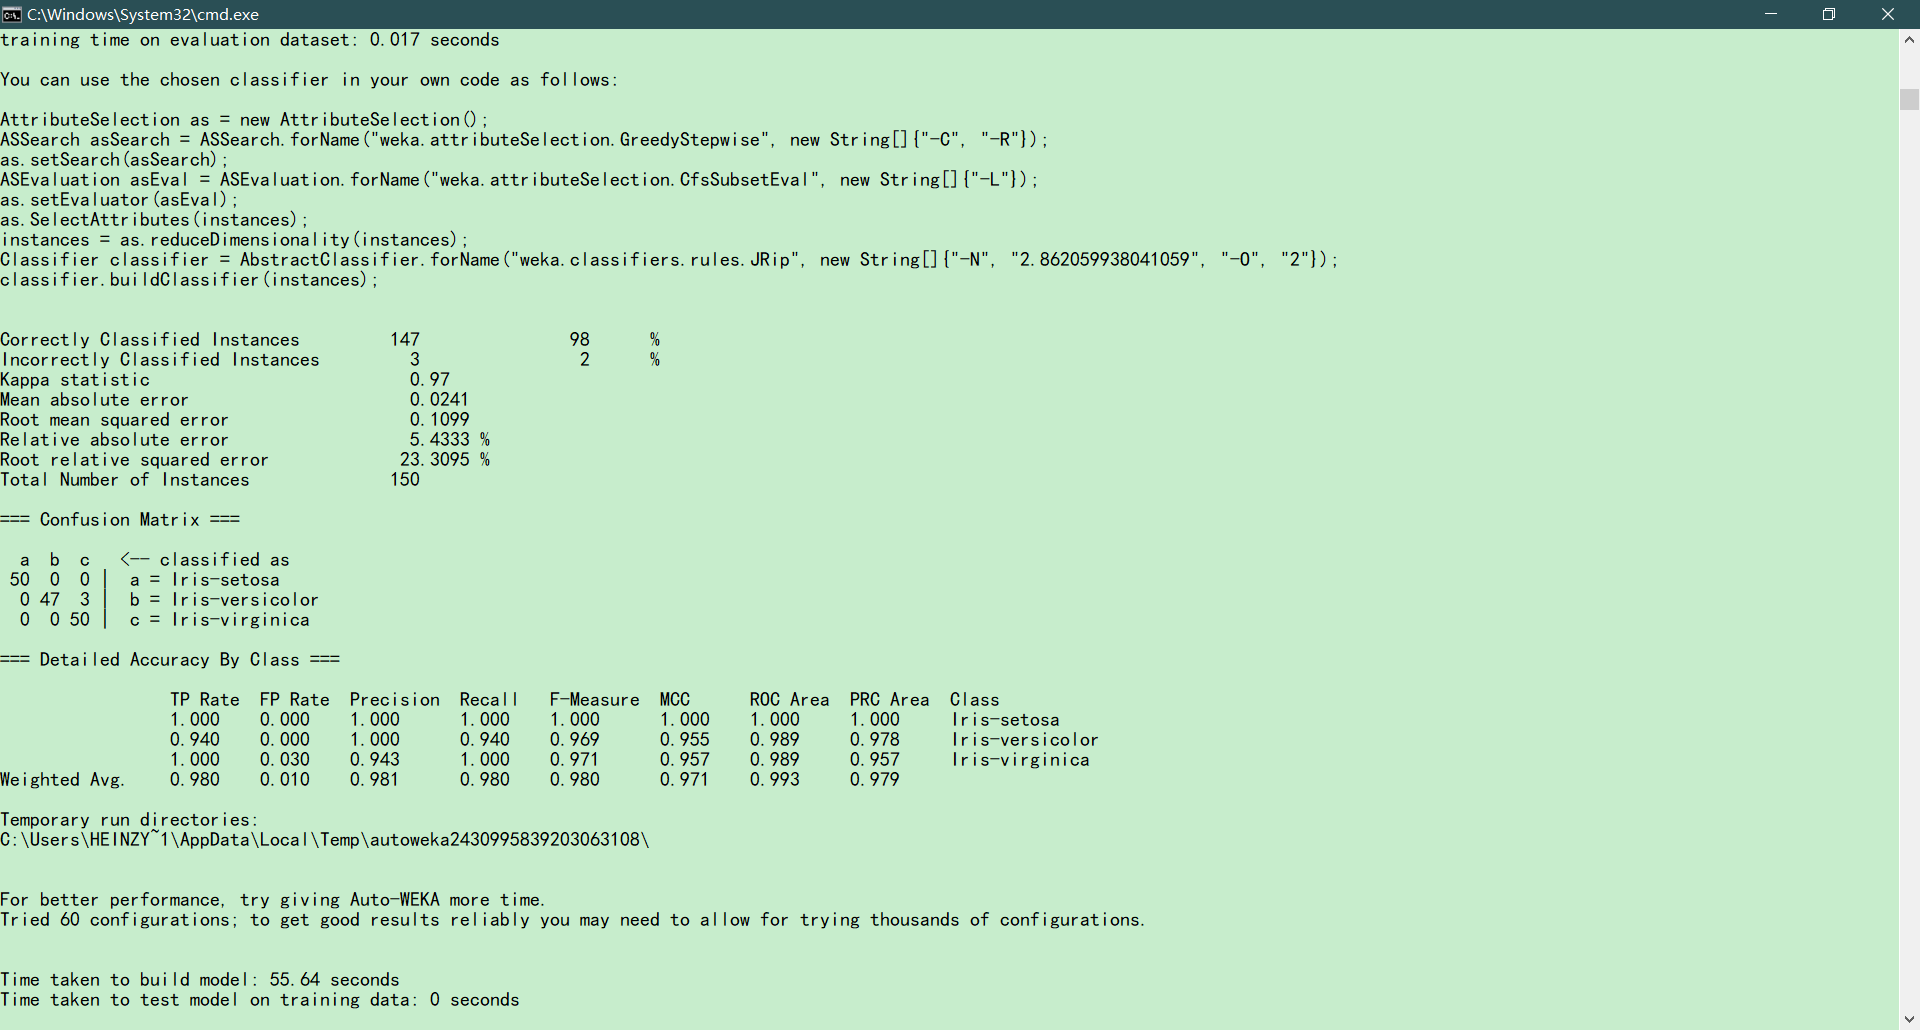 C:\Windows\System32\cmd.exe
training time on evaluation dataset: 0.017 seconds
You can use the chosen classifier in your own code as follows:
AttributeSelection as = new AttributeSelection();
ASSearch asSearch = ASSearch.forName("weka.attributeSelection.GreedyStepwise", new String[]{"-C", "-R"});
as.setSearch(asSearch);
ASEvaluation asEval = ASEvaluation.forName("weka.attributeSelection.CfsSubsetEval", new String[]{"-L"});
as.setEvaluator(asEval);
as.SelectAttributes(instances);
instances = as.reduceDimensionality(instances);
Classifier classifier = AbstractClassifier.forName("weka.classifiers.rules.JRip", new String[]{"-N", "2.862059938041059", "-O", "2"});
classifier.buildClassifier(instances);
Correctly Classified Instances 147 98 %
Incorrectly Classified Instances 3 2 %
Kappa statistic 0.97
Mean absolute error 0.0241
Root mean squared error 0.1099
Relative absolute error 5.4333 %
Root relative squared error 23.3095 %
Total Number of Instances 150
=== Confusion Matrix ===
a b c <-- classified as
50 0 0 | a = Iris-setosa
0 47 3 | b = Iris-versicolor
0 0 50 | c = Iris-virginica
=== Detailed Accuracy By Class ===
TP Rate FP Rate Precision Recall F-Measure MCC ROC Area PRC Area Class
1.000 0.000 1.000 1.000 1.000 1.000 1.000 1.000 Iris-setosa
0.940 0.000 1.000 0.940 0.969 0.955 0.989 0.978 Iris-versicolor
1.000 0.030 0.943 1.000 0.971 0.957 0.989 0.957 Iris-virginica
Weighted Avg. 0.980 0.010 0.981 0.980 0.980 0.971 0.993 0.979
Temporary run directories:
C:\Users\HEINZY~1\AppData\Local\Temp\autoweka2430995839203063108\
For better performance, try giving Auto-WEKA more time.
Tried 60 configurations; to get good results reliably you may need to allow for trying thousands of configurations.
Time taken to build model: 55.64 seconds
Time taken to test model on training data: 0 seconds